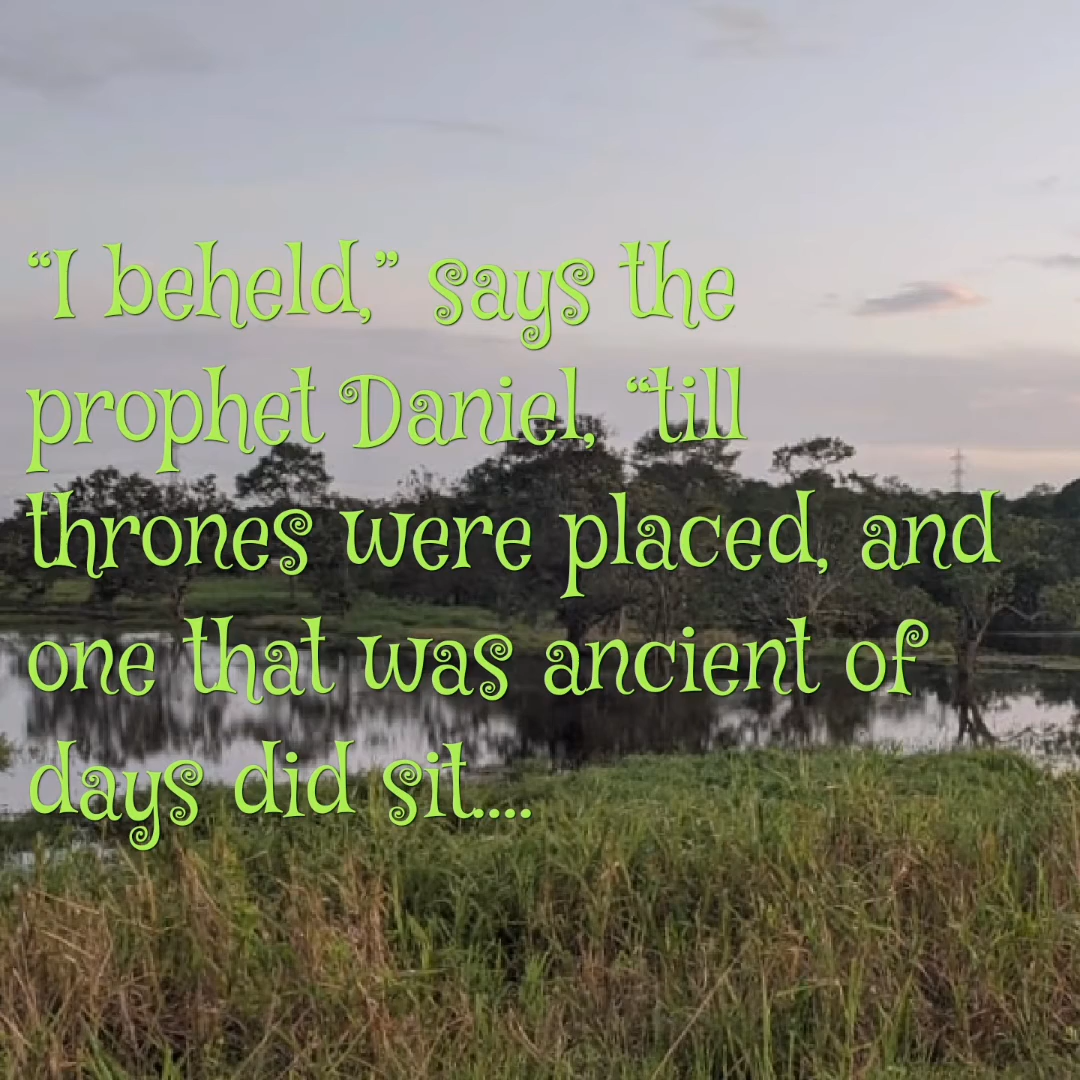 “I beheld,” says the
prophet Daniel, “till
thrones were placed, and
one that was ancient of
days did sit....